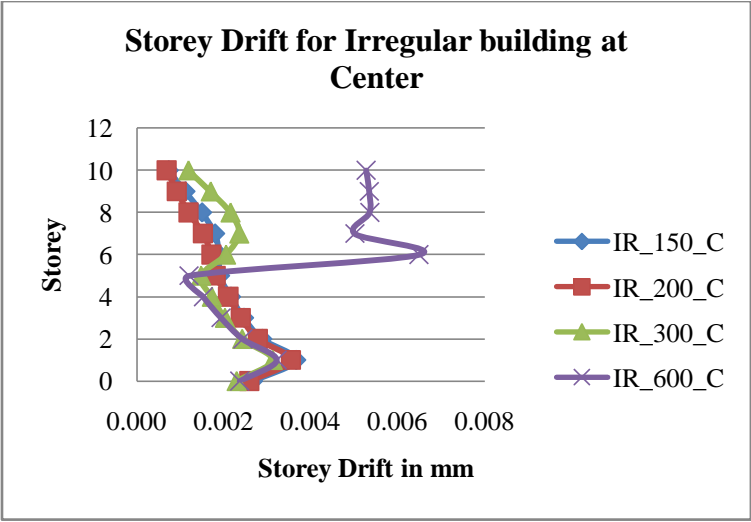 Storey Drift for Irregular building at
Center
12
10
8
6
4
2
0
Storey
0.000 0.002 0.004 0.006 0.008
Storey Drift in mm
IR_150_C
IR_200_C
IR_300_C
IR_600_C